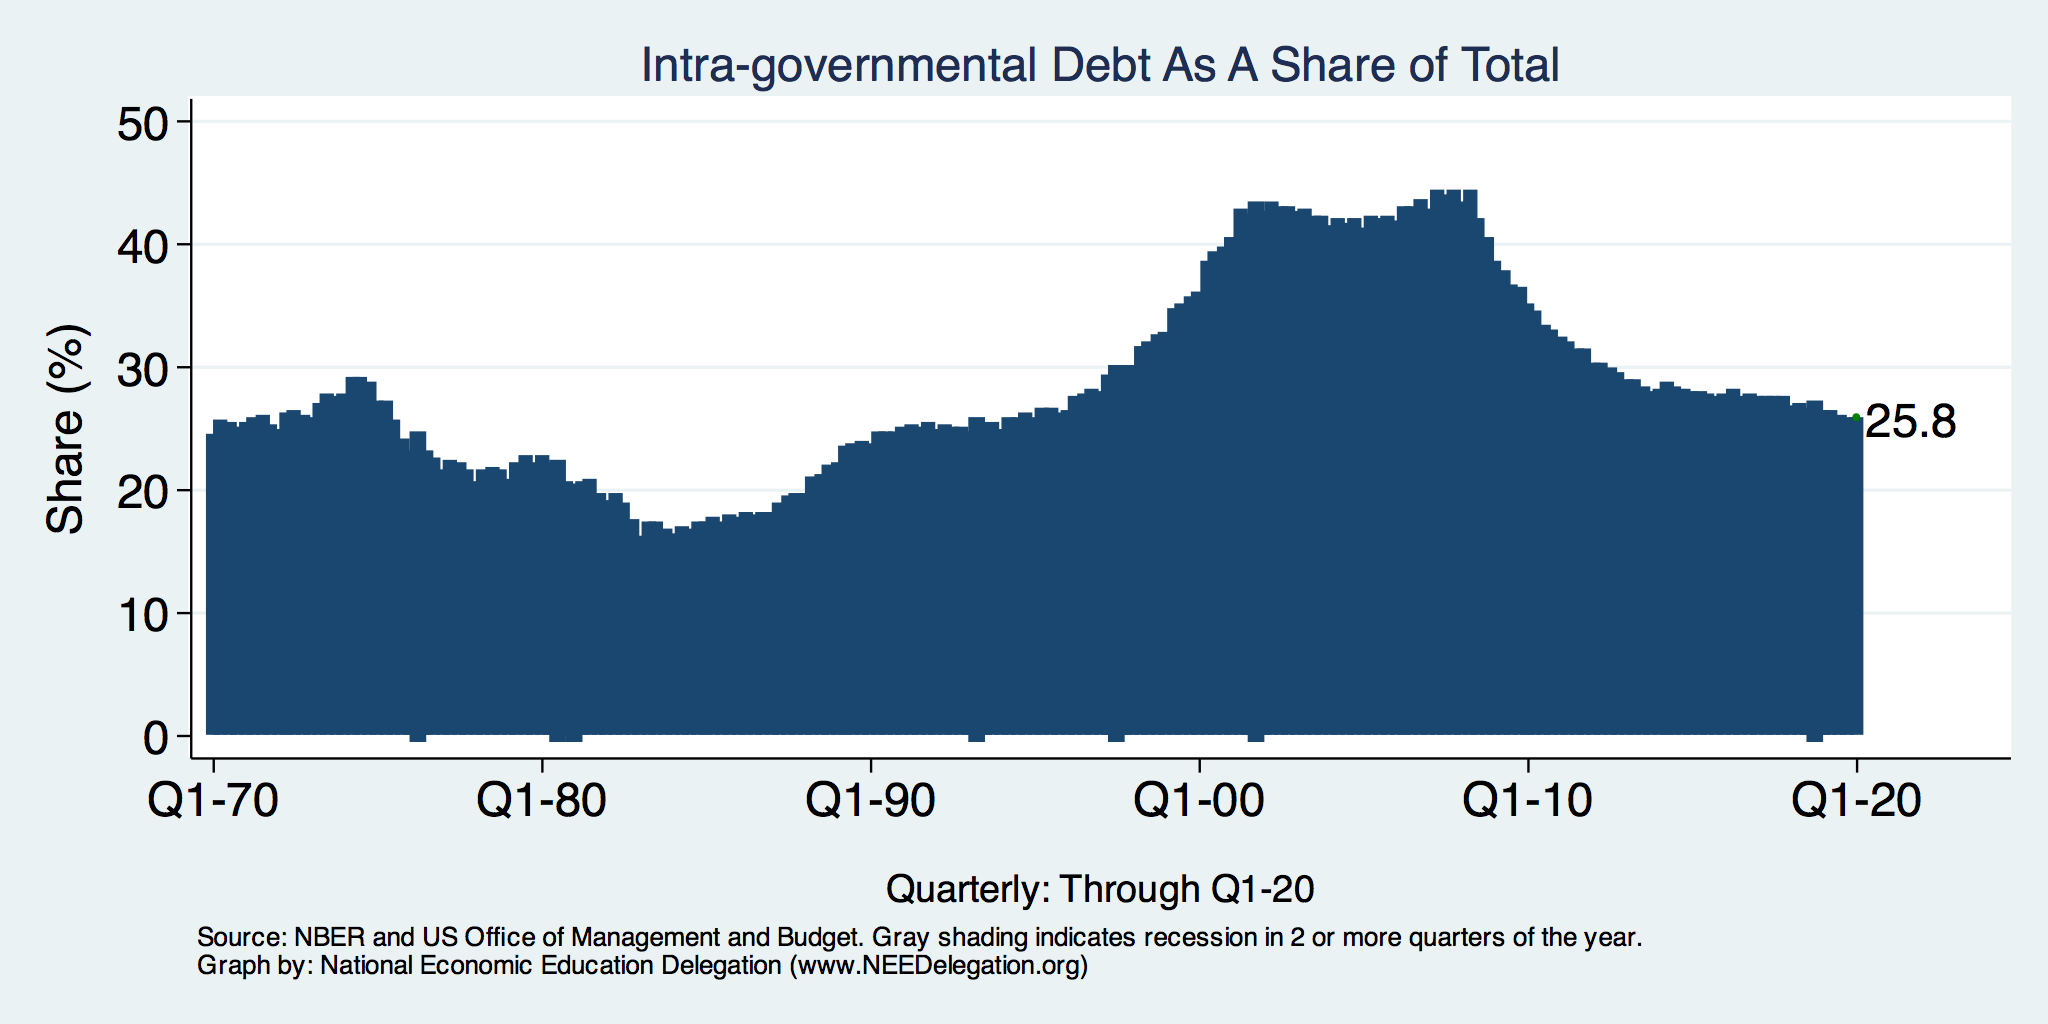 Intra-governmental Debt As A Share of Total
50
40
30
20
10
0
Share (%)
25.8
Q1-70 Q1-80 Q1-90 Q1-00 Q1-10 Q1-20
Quarterly: Through Q1-20
Source: NBER and US Office of Management and Budget. Gray shading indicates recession in 2 or more quarters of the year.
Graph by: National Economic Education Delegation (www.NEEDelegation.org)